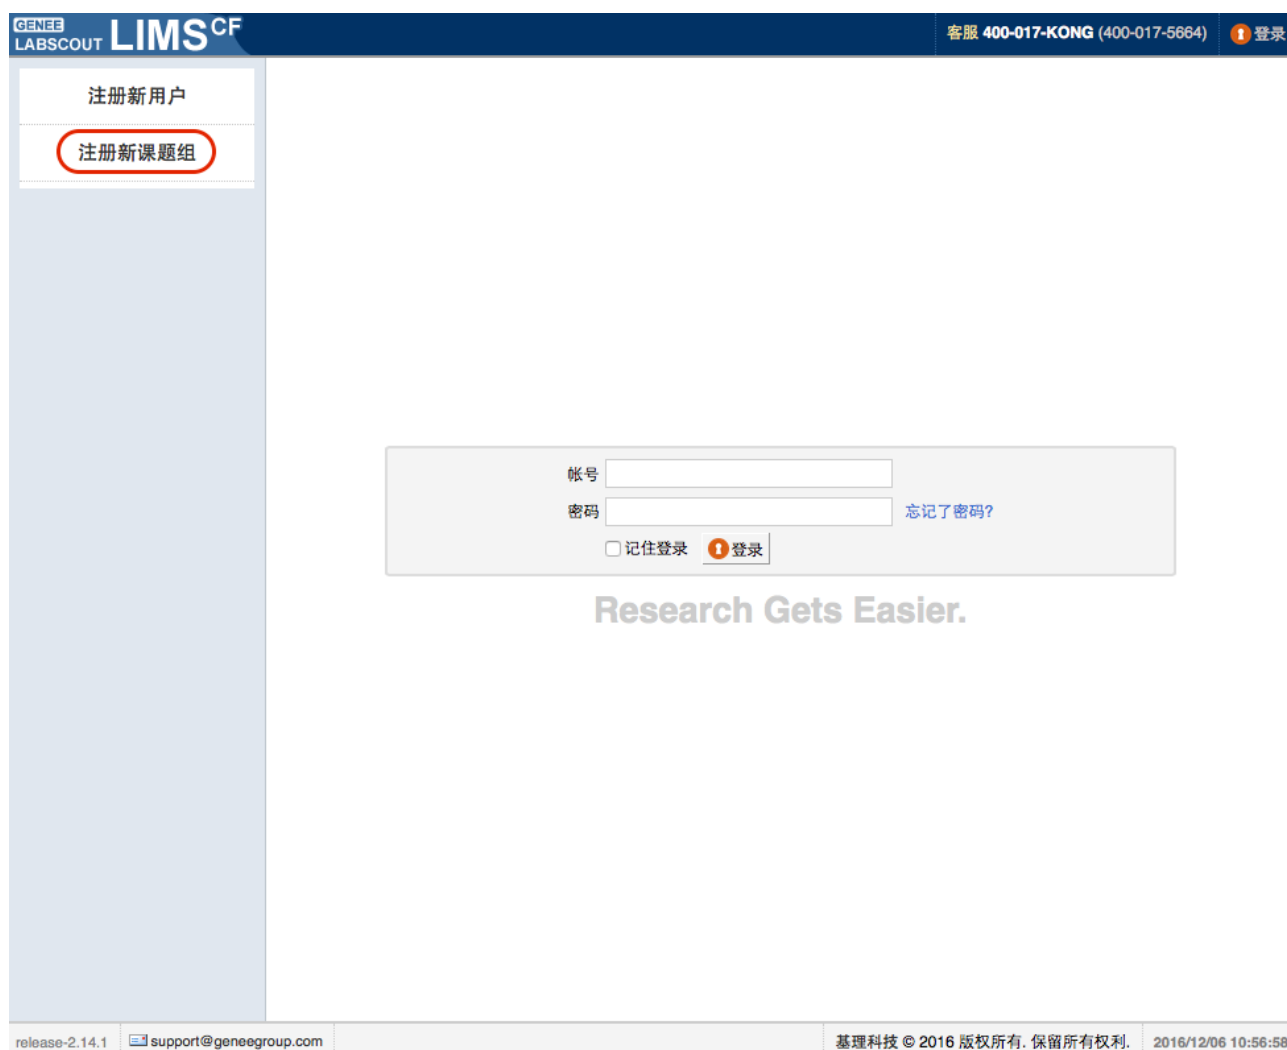 GENEE
LABSCOUT LIMS CF
客服 400-017-KONG (400-017-5664)
登录
注册新用户
注册新课题组
帐号
密码
忘记了密码?
记住登录
登录
Research Gets Easier.
release-2.14.1
support@geneegroup.com
基理科技 © 2016 版权所有. 保留所有权利.
2016/12/06 10:56:50